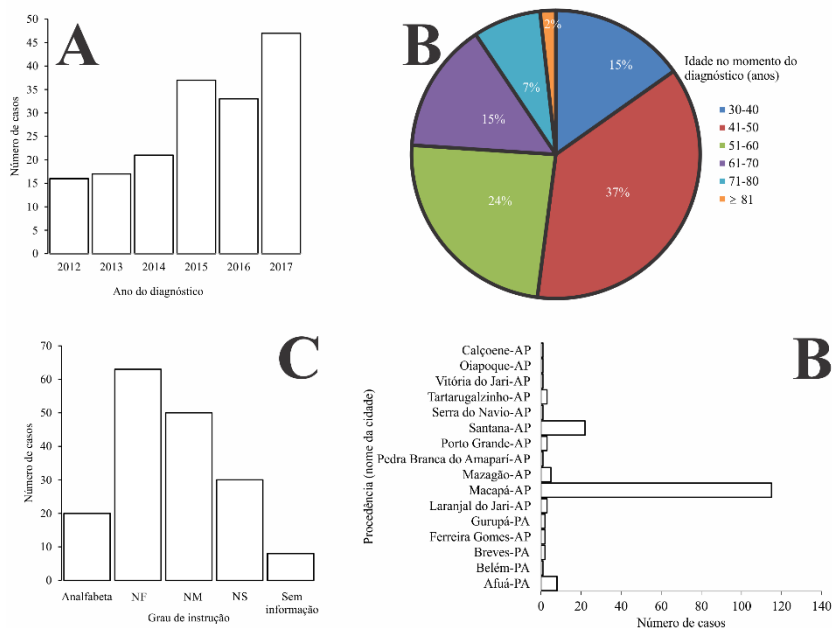 A
Número de casos
50
45
40
35
30
25
20
15
10
5
0
2012 2013 2014 2015 2016 2017
Ano do diagnóstico
B
2%
15%
7%
15%
37%
24%
Idade no momento do
diagnóstico (anos)
30-40
41-50
51-60
61-70
71-80
≥ 81
C
Número de casos
70
60
50
40
30
20
10
0
Analfabeta NF NM NS Sem
informação
Grau de instrução
B
Procedência (nome da cidade)
Calçoene-AP
Oiapoque-AP
Vitória do Jari-AP
Tartarugalzinho-AP
Serra do Navio-AP
Santana-AP
Porto Grande-AP
Pedra Branca do Amaparí-AP
Mazagão-AP
Macapá-AP
Laranjal do Jari-AP
Gurupá-PA
Ferreira Gomes-AP
Breves-PA
Belém-PA
Afuá-PA
0 20 40 60 80 100 120 140
Número de casos